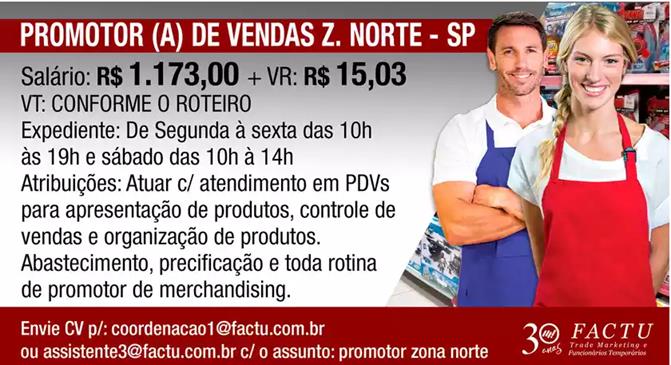 PROMOTOR (A) DE VENDAS Z. NORTE - SP
Salário: R$ 1.173,00 + VR: R$ 15,03
VT: CONFORME O ROTEIRO
Expediente: De Segunda à sexta das 10h
às 19h e sábado das 10h à 14h
Atribuições: Atuar c/ atendimento em PDVs
para apresentação de produtos, controle de
vendas e organização de produtos.
Abastecimento, precificação e toda rotina
de promotor de merchandising.
Envie CV p/: coordenacao1@factu.com.br
ou assistente3@factu.com.br c/ o assunto: promotor zona norte
30 anos
FACTU
Trade Marketing e
Funcionários Temporários